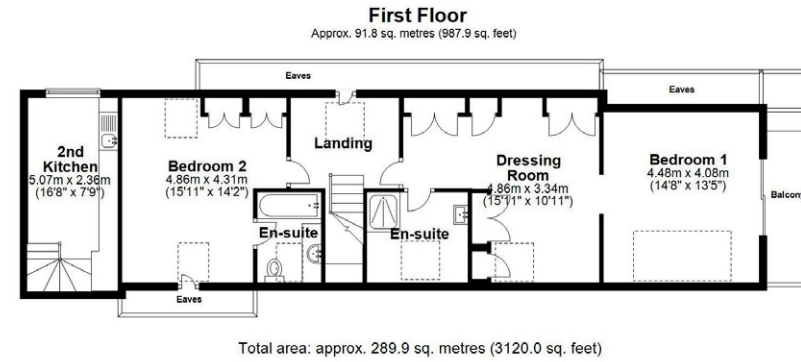 First Floor
Approx. 91.8 sq. metres (987.9 sq. feet)
Eaves
Eaves
2nd
Kitchen
5.07m x 2.36m
(16'8" x 7'9")
Bedroom 2
4.86m x 4.31m
(15'11" x 14'2")
Landing
Dressing
Room
4.86m x 3.34m
(15'11" x 10'11")
Bedroom 1
4.48m x 4.08m
(14'8" x 13'5")
Balcon
En-suite
En-suite
Eaves
Total area: approx. 289.9 sq. metres (3120.0 sq. feet)